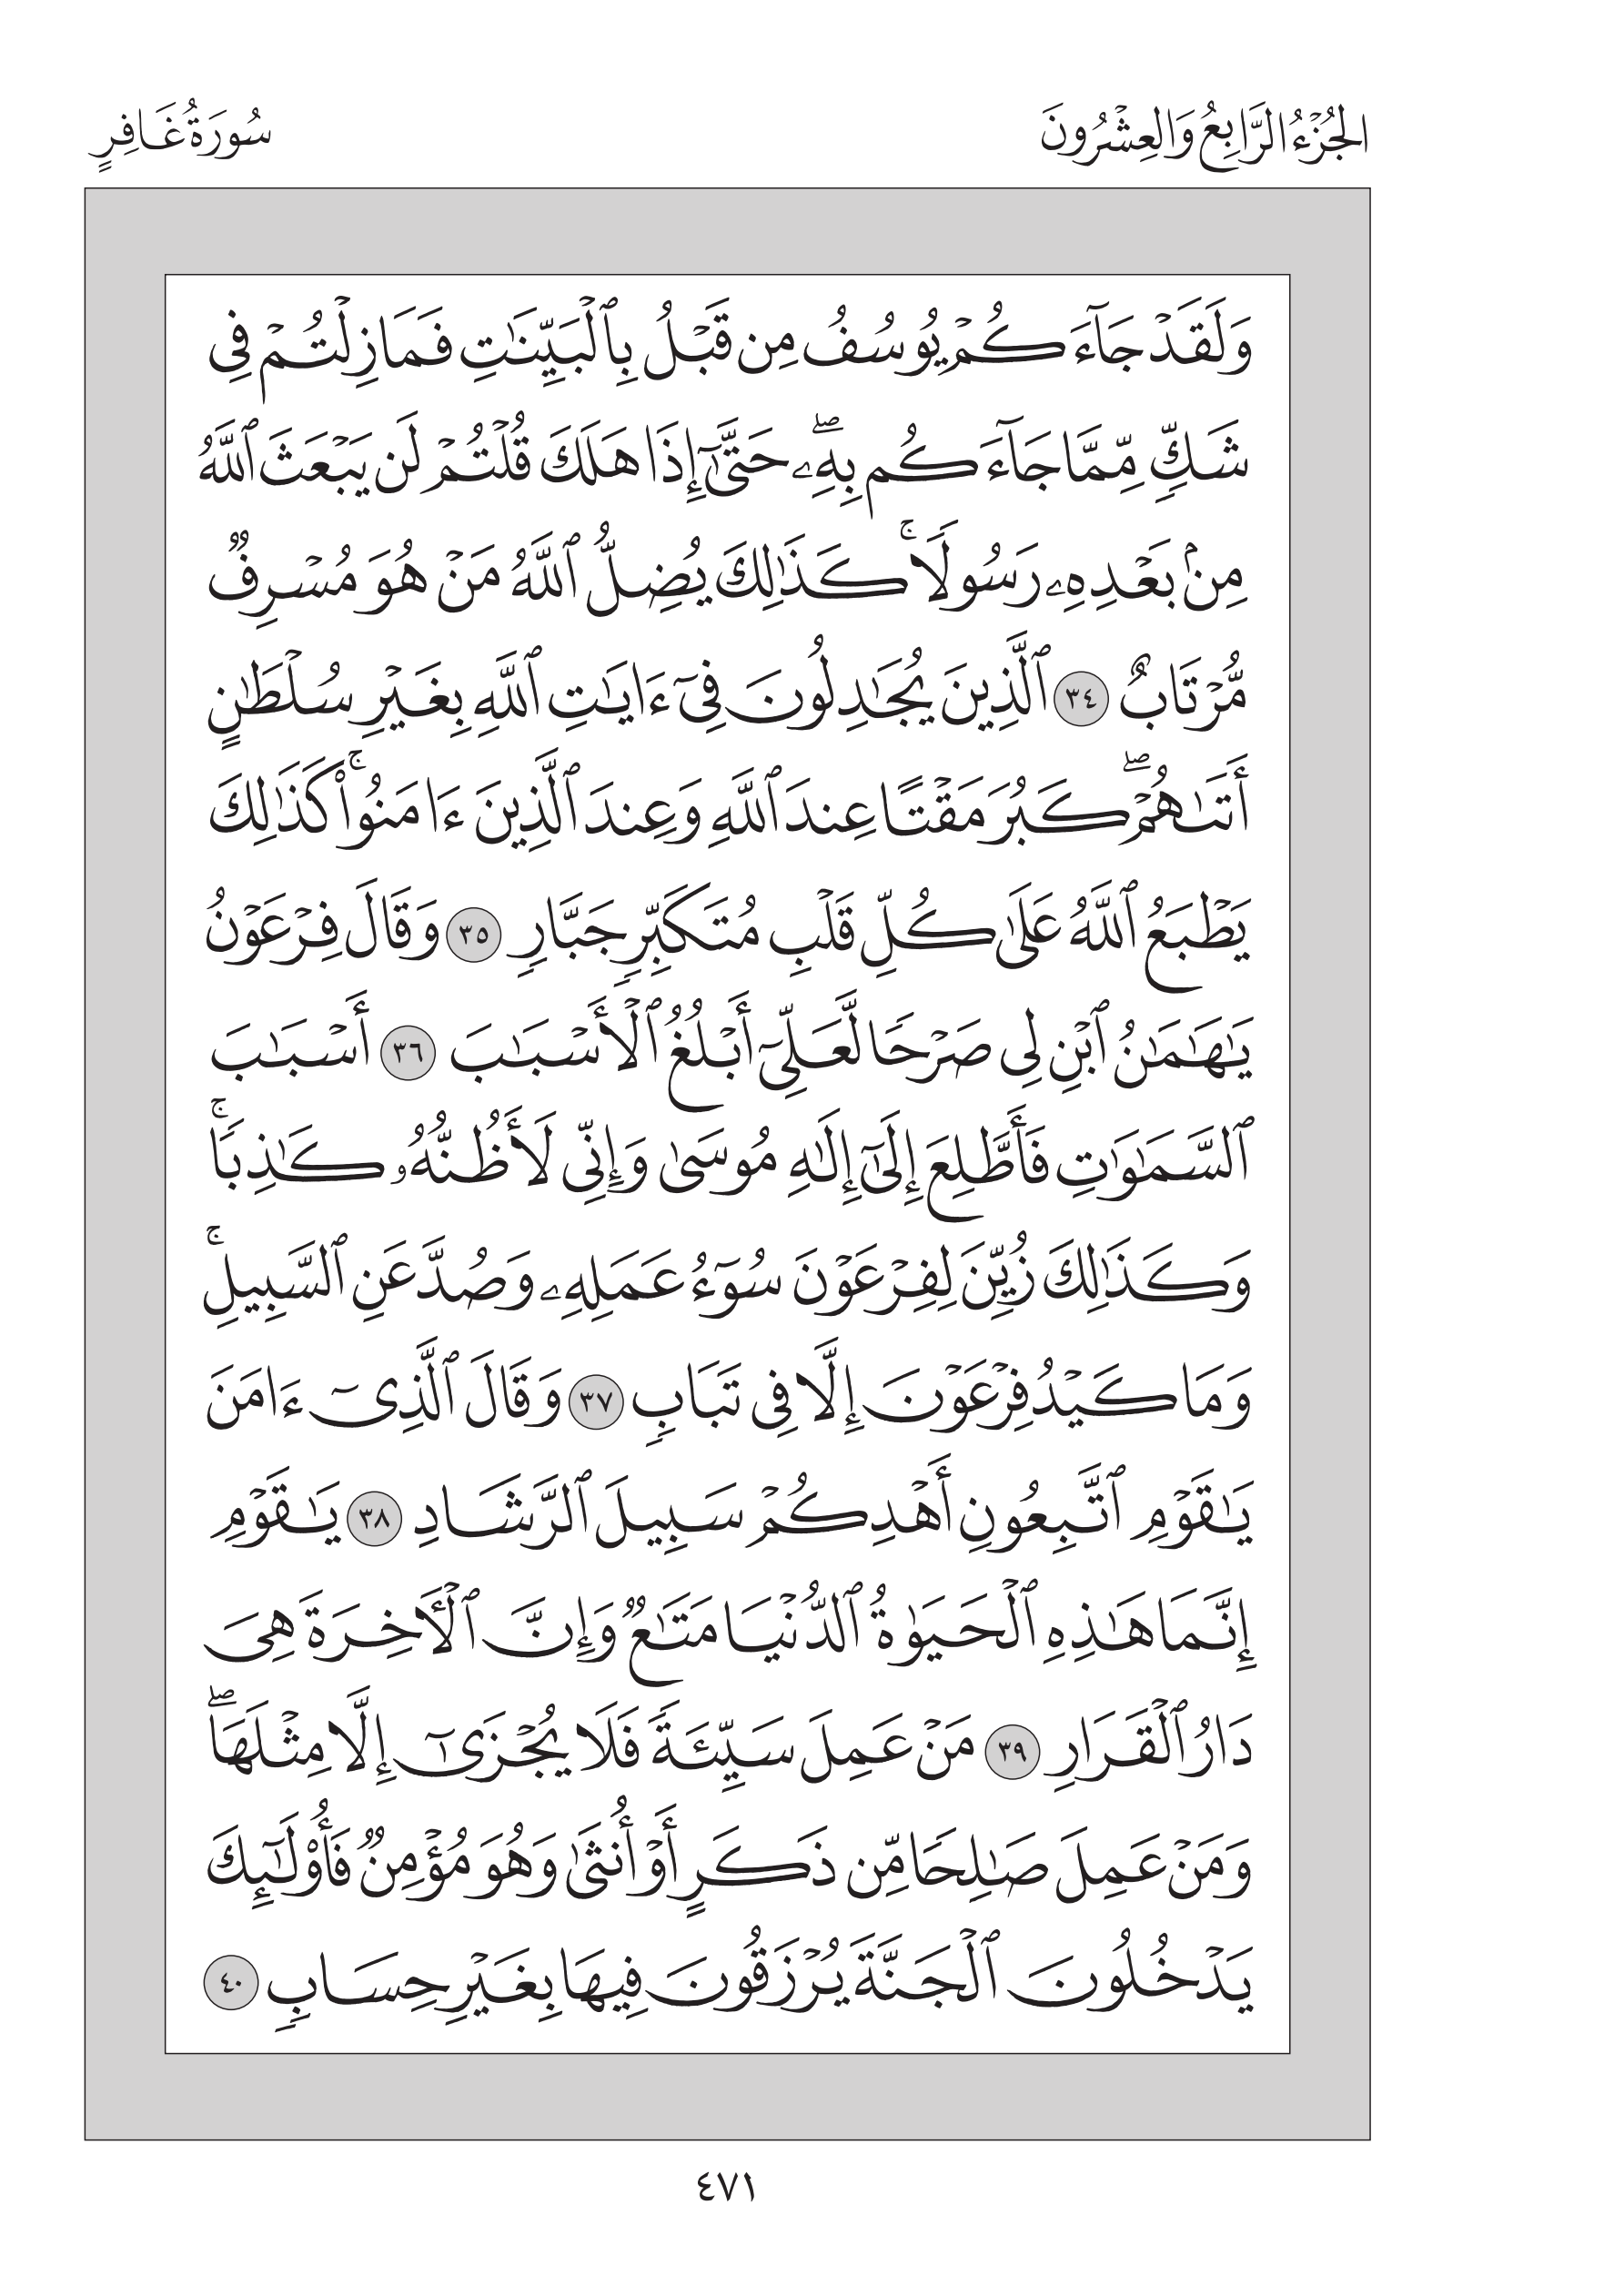 الجُزْءُ الرَّابِعُ وَالعِشْرُونَ
سُورَةُ غَافِرٍ
وَلَقَدْ جَآءَكُمْ يُوسُفُ مِن قَبْلُ بِٱلْبَيِّنَٰتِ فَمَا زِلْتُمْ فِى
شَكٍّ مِّمَّا جَآءَكُم بِهِۦۖ حَتَّىٰٓ إِذَا هَلَكَ قُلْتُمْ لَن يَبْعَثَ ٱللَّهُ
مِنۢ بَعْدِهِۦ رَسُولًاۚ كَذَٰلِكَ يُضِلُّ ٱللَّهُ مَنْ هُوَ مُسْرِفٌ
مُّرْتَابٌ ٣٤ ٱلَّذِينَ يُجَٰدِلُونَ فِىٓ ءَايَٰتِ ٱللَّهِ بِغَيْرِ سُلْطَٰنٍ
أَتَىٰهُمْۖ كَبُرَ مَقْتًا عِندَ ٱللَّهِ وَعِندَ ٱلَّذِينَ ءَامَنُوا۟ۚ كَذَٰلِكَ
يَطْبَعُ ٱللَّهُ عَلَىٰ كُلِّ قَلْبِ مُتَكَبِّرٍ جَبَّارٍ ٣٥ وَقَالَ فِرْعَوْنُ
يَٰهَٰمَٰنُ ٱبْنِ لِى صَرْحًا لَّعَلِّىٓ أَبْلُغُ ٱلْأَسْبَٰبَ ٣٦ أَسْبَٰبَ
ٱلسَّمَٰوَٰتِ فَأَطَّلِعَ إِلَىٰٓ إِلَٰهِ مُوسَىٰ وَإِنِّى لَأَظُنُّهُۥ كَٰذِبًاۚ
وَكَذَٰلِكَ زُيِّنَ لِفِرْعَوْنَ سُوٓءُ عَمَلِهِۦ وَصُدَّ عَنِ ٱلسَّبِيلِۚ
وَمَا كَيْدُ فِرْعَوْنَ إِلَّا فِى تَبَابٍ ٣٧ وَقَالَ ٱلَّذِىٓ ءَامَنَ
يَٰقَوْمِ ٱتَّبِعُونِ أَهْدِكُمْ سَبِيلَ ٱلرَّشَادِ ٣٨ يَٰقَوْمِ
إِنَّمَا هَٰذِهِ ٱلْحَيَوٰةُ ٱلدُّنْيَا مَتَٰعٌ وَإِنَّ ٱلْءَاخِرَةَ هِىَ
دَارُ ٱلْقَرَارِ ٣٩ مَنْ عَمِلَ سَيِّئَةً فَلَا يُجْزَىٰٓ إِلَّا مِثْلَهَاۖ
وَمَنْ عَمِلَ صَٰلِحًا مِّن ذَكَرٍ أَوْ أُنثَىٰ وَهُوَ مُؤْمِنٌ فَأُو۟لَٰٓئِكَ
يَدْخُلُونَ ٱلْجَنَّةَ يُرْزَقُونَ فِيهَا بِغَيْرِ حِسَابٍ ٤٠
٤٧١